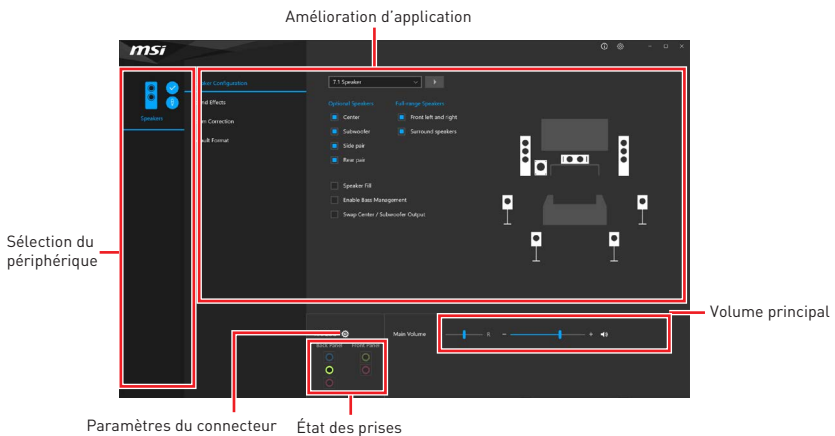 Amélioration d'application
msi
Speaker Configuration
7.1 Speaker
Optional Speakers
Full-range Speakers
Center
Front left and right
Subwoofer
Surround speakers
Side pair
Rear pair
Speaker Fill
Enable Bass Management
Swap Center / Subwoofer Output
Speakers
nd Effects
m Correction
ult Format
Sélection du
périphérique
Volume principal
Main Volume
R
Back Panel
Front Panel
Paramètres du connecteur
État des prises